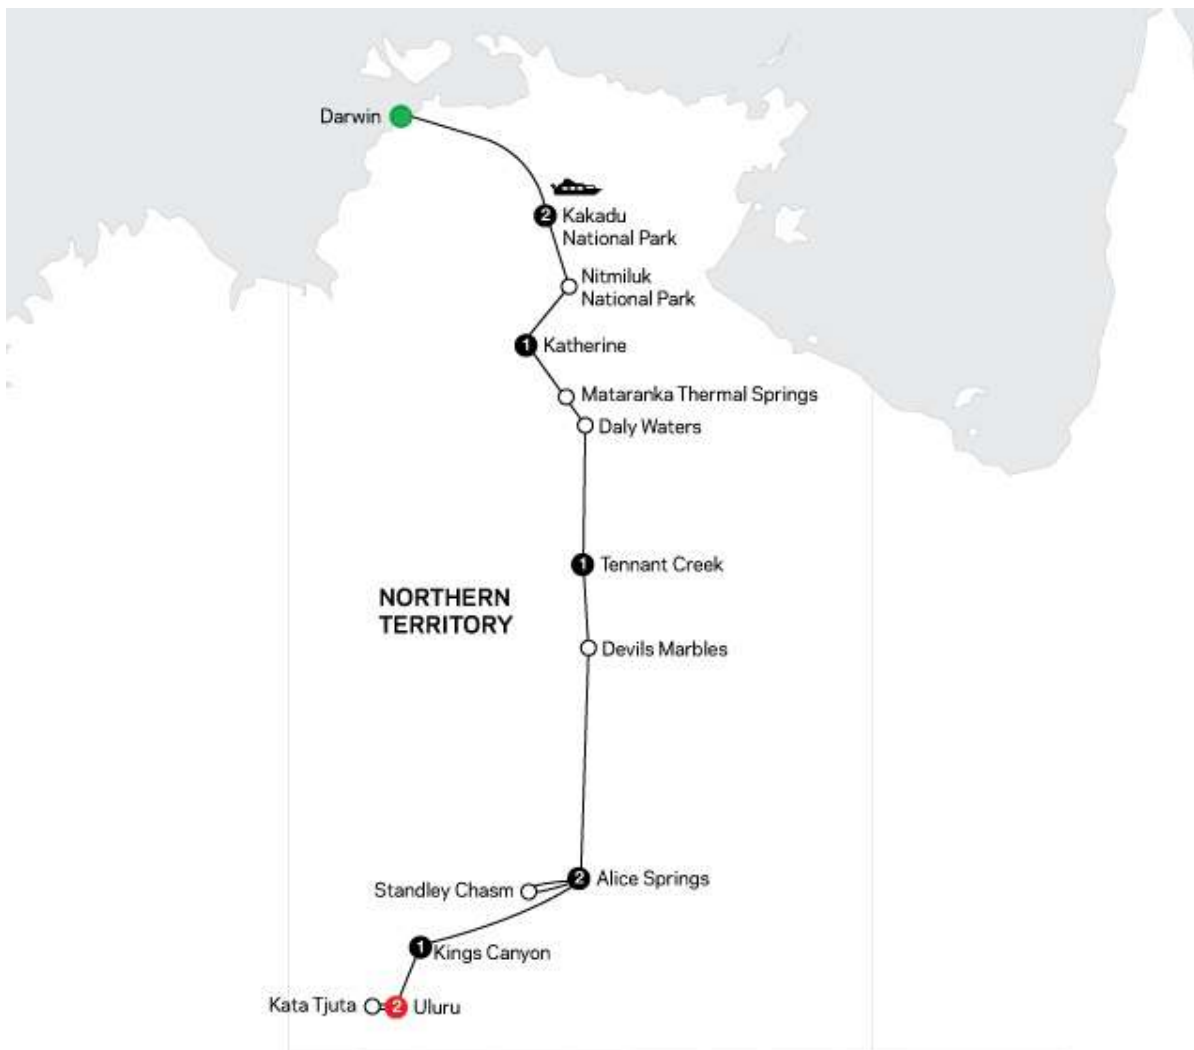 Darwin
2
Kakadu
National Park
Nitmiluk
National Park
1
Katherine
Mataranka Thermal Springs
Daly Waters
1
Tennant Creek
NORTHERN
TERRITORY
Devils Marbles
2
Alice Springs
Standley Chasm
1
Kings Canyon
Kata Tjuta
2
Uluru